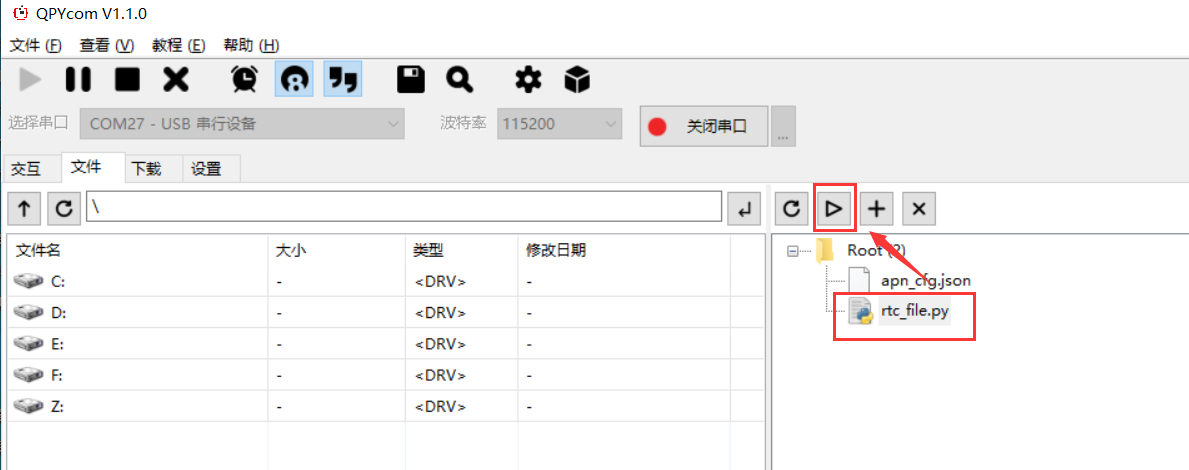 QPYcom V1.1.0
文件 (F) 查看 (V) 教程 (E) 帮助 (H)
选择串口 COM27 - USB 串行设备 波特率 115200 关闭串口 ...
交互 文件 下载 设置
\
文件名 大小 类型 修改日期
C: - <DRV> -
D: - <DRV> -
E: - <DRV> -
F: - <DRV> -
Z: - <DRV> -
Root (2)
apn_cfg.json
rtc_file.py